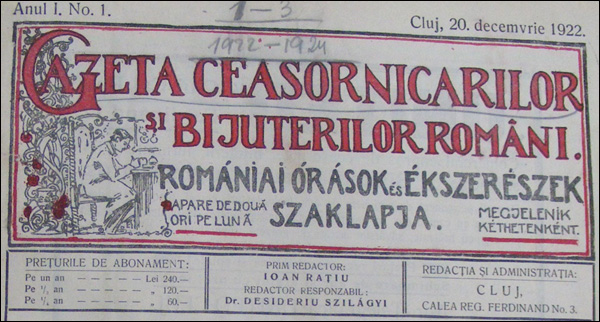 Anul I. No. 1.
1–3
Cluj, 20. decemvrie 1922.
1922–1924
GAZETA CEASORNICARILOR
ȘI BIJUTERILOR ROMÂNI.
ROMÁNIAI ÓRÁSOK és ÉKSZERÉSZEK
APARE DE DOUĂ
ORI PE LUNĂ
SZAKLAPJA.
MEGJELENIK
KÉTHETENKÉNT.
PREȚURILE DE ABONAMENT:
Pe un an — — — — — Lei 240.—
Pe 1/2 an — — — — — „ 120.—
Pe 1/4 an — — — — — „ 60.—
PRIM REDACTOR:
IOAN RAȚIU
REDACTOR RESPONZABIL:
Dr. DESIDERIU SZILÁGYI
REDACȚIA ȘI ADMINISTRAȚIA:
CLUJ,
CALEA REG. FERDINAND No. 3.